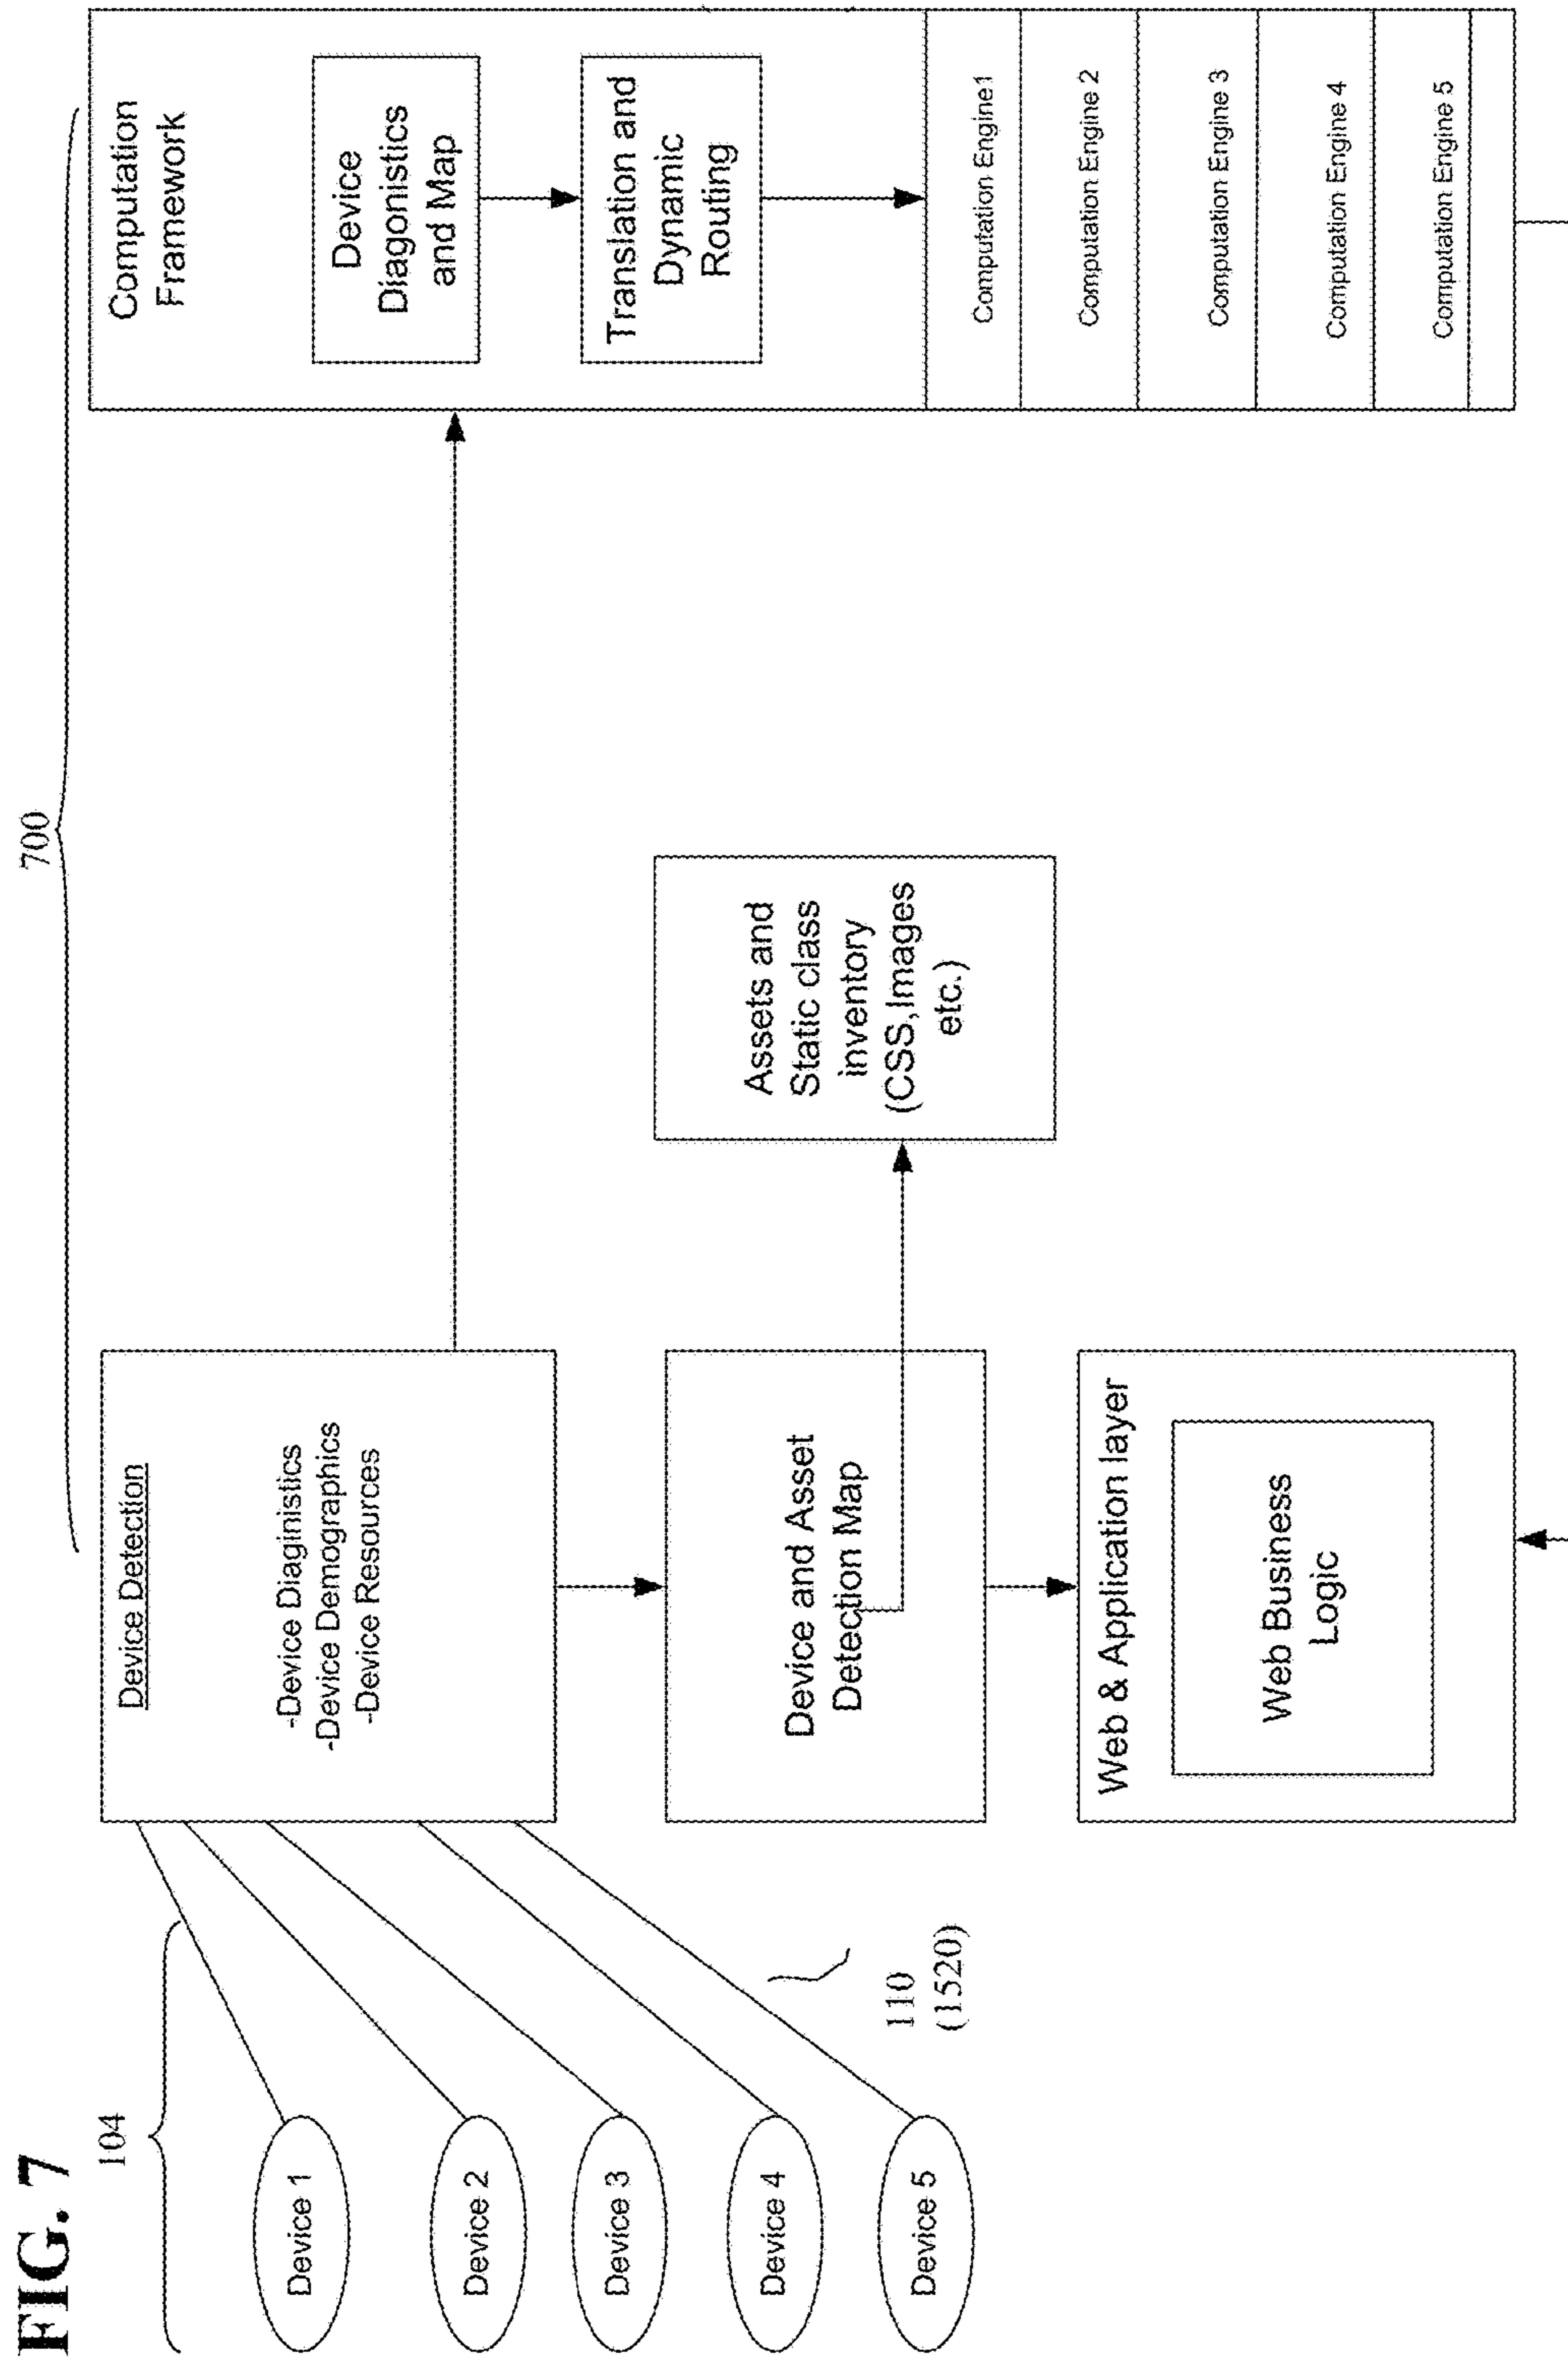 FIG. 7
700
104
Device 1
Device 2
Device 3
Device 4
Device 5
110
(1520)
Device Detection
-Device Diaginistics
-Device Demographics
-Device Resources
Device and Asset
Detection Map
Web & Application layer
Web Business
Logic
Assets and
Static class
inventory
(CSS,Images
etc.)
Computation
Framework
Device
Diagonistics
and Map
Translation and
Dynamic
Routing
Computation Engine1
Computation Engine 2
Computation Engine 3
Computation Engine 4
Computation Engine 5